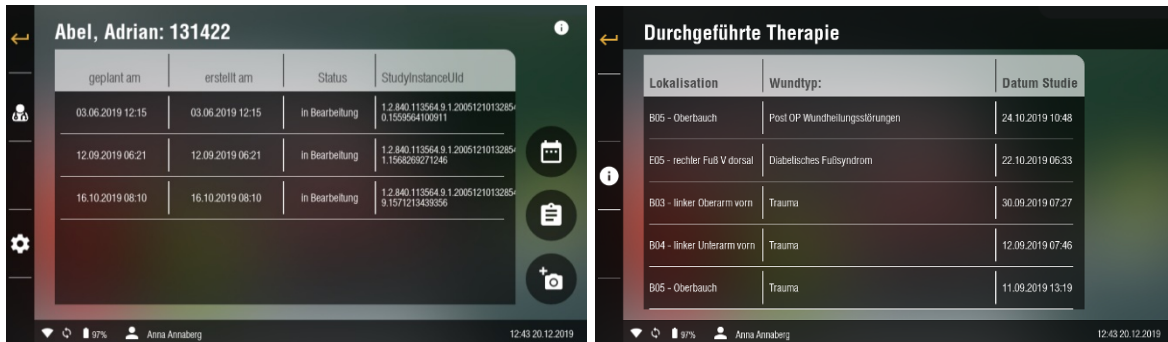 Abel, Adrian: 131422
geplant am erstellt am Status StudyInstanceUId
03.06.2019 12:15 03.06.2019 12:15 in Bearbeitung 1.2.840.113564.9.1.2005121013285
0.1559564100911
12.09.2019 06:21 12.09.2019 06:21 in Bearbeitung 1.2.840.113564.9.1.2005121013285
1.1568269271246
16.10.2019 08:10 16.10.2019 08:10 in Bearbeitung 1.2.840.113564.9.1.2005121013285
9.1571213439356
97% Anna Annaberg 12:43 20.12.2019
Durchgeführte Therapie
Lokalisation Wundtyp: Datum Studie
B05 - Oberbauch Post OP Wundheilungsstörungen 24.10.2019 10:48
E05 - rechter Fuß V dorsal Diabetisches Fußsyndrom 22.10.2019 06:33
B03 - linker Oberarm vorn Trauma 30.09.2019 07:27
B04 - linker Unterarm vorn Trauma 12.09.2019 07:46
B05 - Oberbauch Trauma 11.09.2019 13:19
97% Anna Annaberg 12:43 20.12.2019